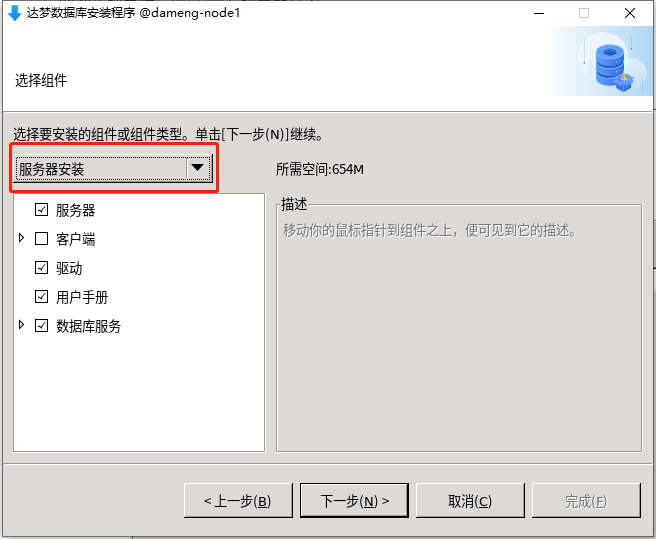 达梦数据库安装程序 @dameng-node1
选择组件
选择要安装的组件或组件类型。单击[下一步(N)]继续。
服务器安装
所需空间:654M
服务器
客户端
驱动
用户手册
数据库服务
描述
移动你的鼠标指针到组件之上，便可见到它的描述。
< 上一步(B)
下一步(N) >
取消(C)
完成(F)